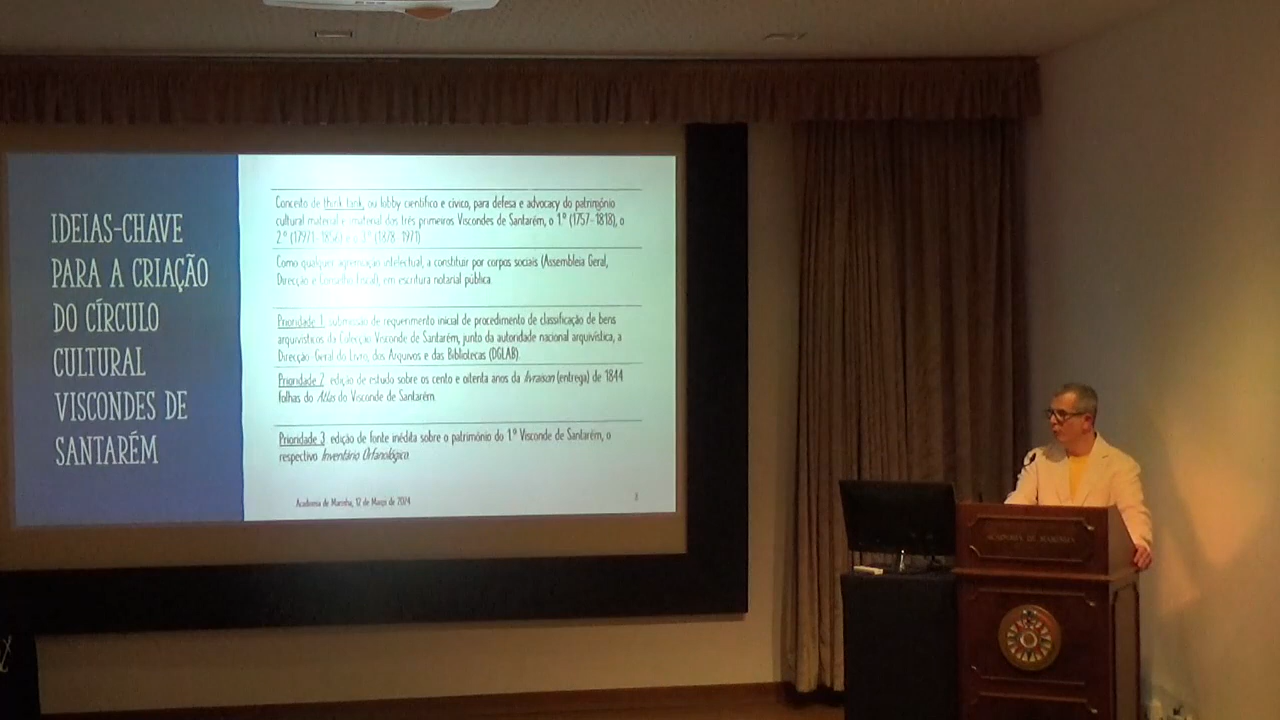 IDEIAS-CHAVE
PARA A CRIAÇÃO
DO CÍRCULO
CULTURAL
VISCONDES DE
SANTARÉM
Conceito de think tank, ou lobby científico e cívico, para defesa e advocacy do património
cultural material e imaterial dos três primeiros Viscondes de Santarém, o 1.º (1757-1818), o
2.º
Como qualquer agremiação intelectual, a constituir por corpos sociais (Assembleia Geral,
Direcção e Conselho Fiscal), em escritura notarial pública.
Prioridade 1: submissão de requerimento inicial de procedimento de classificação de bens
arquivísticos da Colecção Visconde de Santarém, junto da autoridade nacional arquivística, a
Direcção Geral do Livro, dos Arquivos e das Bibliotecas (DGLAB).
Prioridade 2: edição de estudo sobre os cento e oitenta anos da livraison (entrega) de 1844
folhas do Atlas do Visconde de Santarém.
Prioridade 3: edição de fonte inédita sobre o património do 1.º Visconde de Santarém, o
respectivo Inventário Orfanológico.
Academia de Marinha, 12 de Março de 2024
ACADEMIA DE MARINHA